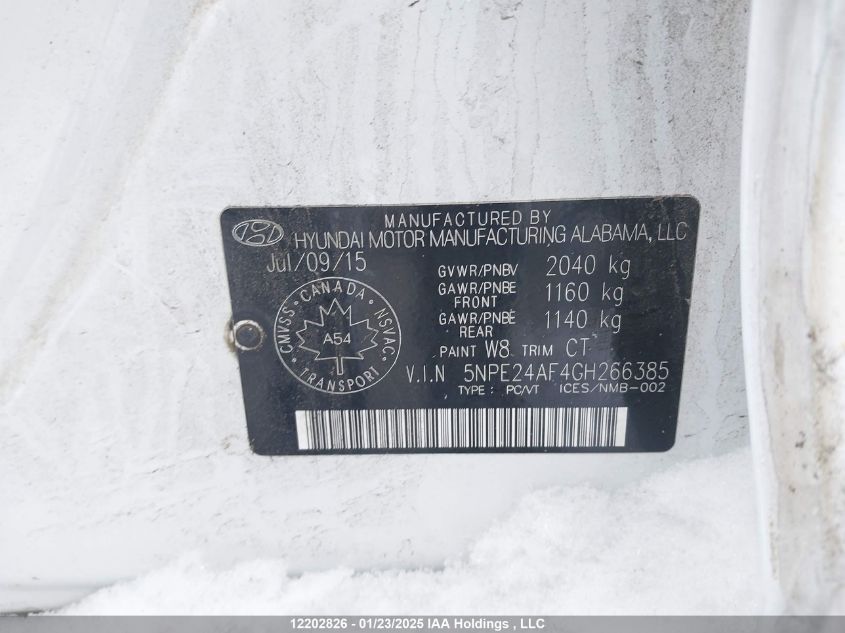 MANUFACTURED BY
HYUNDAI MOTOR MANUFACTURING ALABAMA, LLC
Jul/09/15
GVWR/PNBV 2040 kg
GAWR/PNBE FRONT 1160 kg
GAWR/PNBE REAR 1140 kg
CMVSS • CANADA • NSVAC • TRANSPORT •
A54
PAINT W8 TRIM CT
V.I.N 5NPE24AF4GH266385
TYPE : PC/VT ICES/NMB-002
12202826 - 01/23/2025 IAA Holdings , LLC